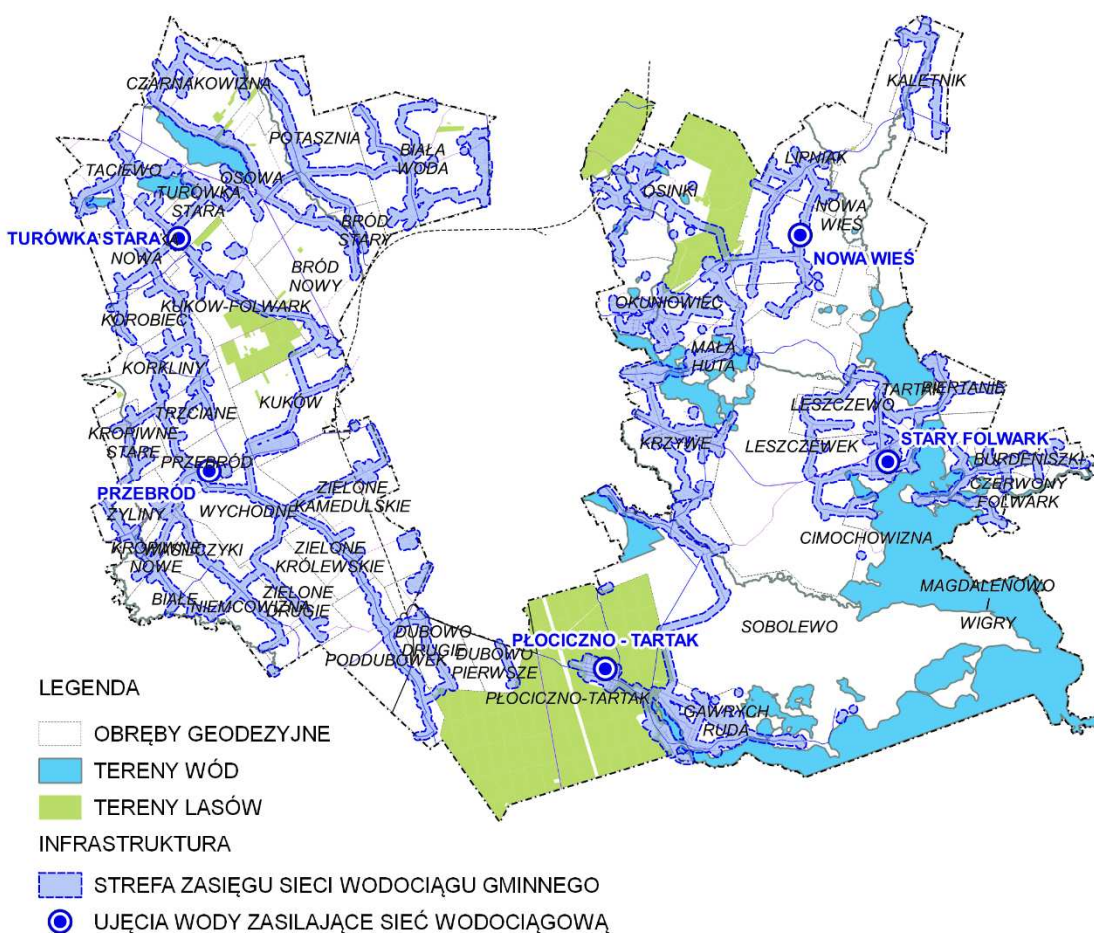 KALETNIK
CZARNAKOWIZNA
POTASZNIA
BIAŁA
WODA
LIPNIAK
TACIEWO
OSOWA
TURÓWKA
STARA
OSINKI
NOWA
WIEŚ
BRÓD
STARY
TURÓWKA STARA
NOWA
NOWA WIEŚ
BRÓD
NOWY
KUKÓW-FOLWARK
OKUNIOWIEC
KOROBIEC
MAŁA
HUTA
KORKLINY
TARTAK
PIERTANIE
KUKÓW
LESZCZEWO
TRZCIANE
KROPIWNE
STARE
KRZYWE
LESZCZEWEK
STARY FOLWARK
PRZEBRÓD
BURDENISZKI
ZIELONE
KAMEDULSKIE
CZERWONY
FOLWARK
PRZEBRÓD
WYCHODNE
ŻYLINY
CIMOCHOWIZNA
KROPIWNE
NOWE
WASILCZYKI
ZIELONE
KRÓLEWSKIE
MAGDALENOWO
I
WIGRY
BIAŁE
NIEMCOWIZNA
ZIELONE
DRUGIE
SOBOLEWO
DUBOWO
DRUGIE
PŁOCICZNO - TARTAK
DUBOWO
PIERWSZE
PODDUBÓWEK
PŁOCICZNO-TARTAK
GAWRYCH
RUDA
LEGENDA
OBRĘBY GEODEZYJNE
TERENY WÓD
TERENY LASÓW
INFRASTRUKTURA
STREFA ZASIĘGU SIECI WODOCIĄGU GMINNEGO
UJĘCIA WODY ZASILAJĄCE SIEĆ WODOCIĄGOWĄ